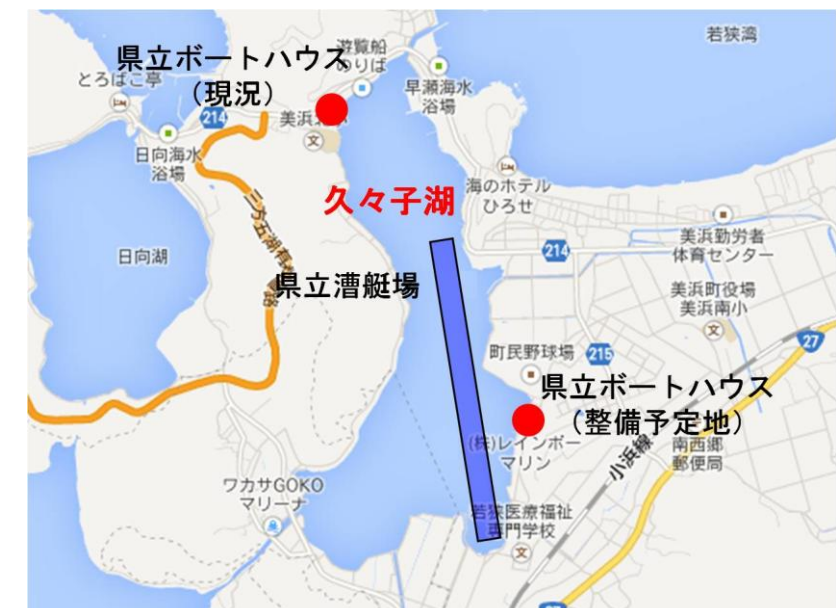 若狭湾
県立ボートハウス
（現況）
遊覧船
のりば
とろばこ亭
早瀬海水
浴場
214
日向海水
浴場
久々子湖
海のホテル
ひろせ
日向湖
県立漕艇場
214
美浜勤労者
体育センター
美浜町役場
美浜南小
27
町民野球場
215
県立ボートハウス
（整備予定地）
(株)レインボー
マリン
小浜線
南西郷
郵便局
ワカサGOKO
マリーナ
若狭医療福祉
専門学校
27